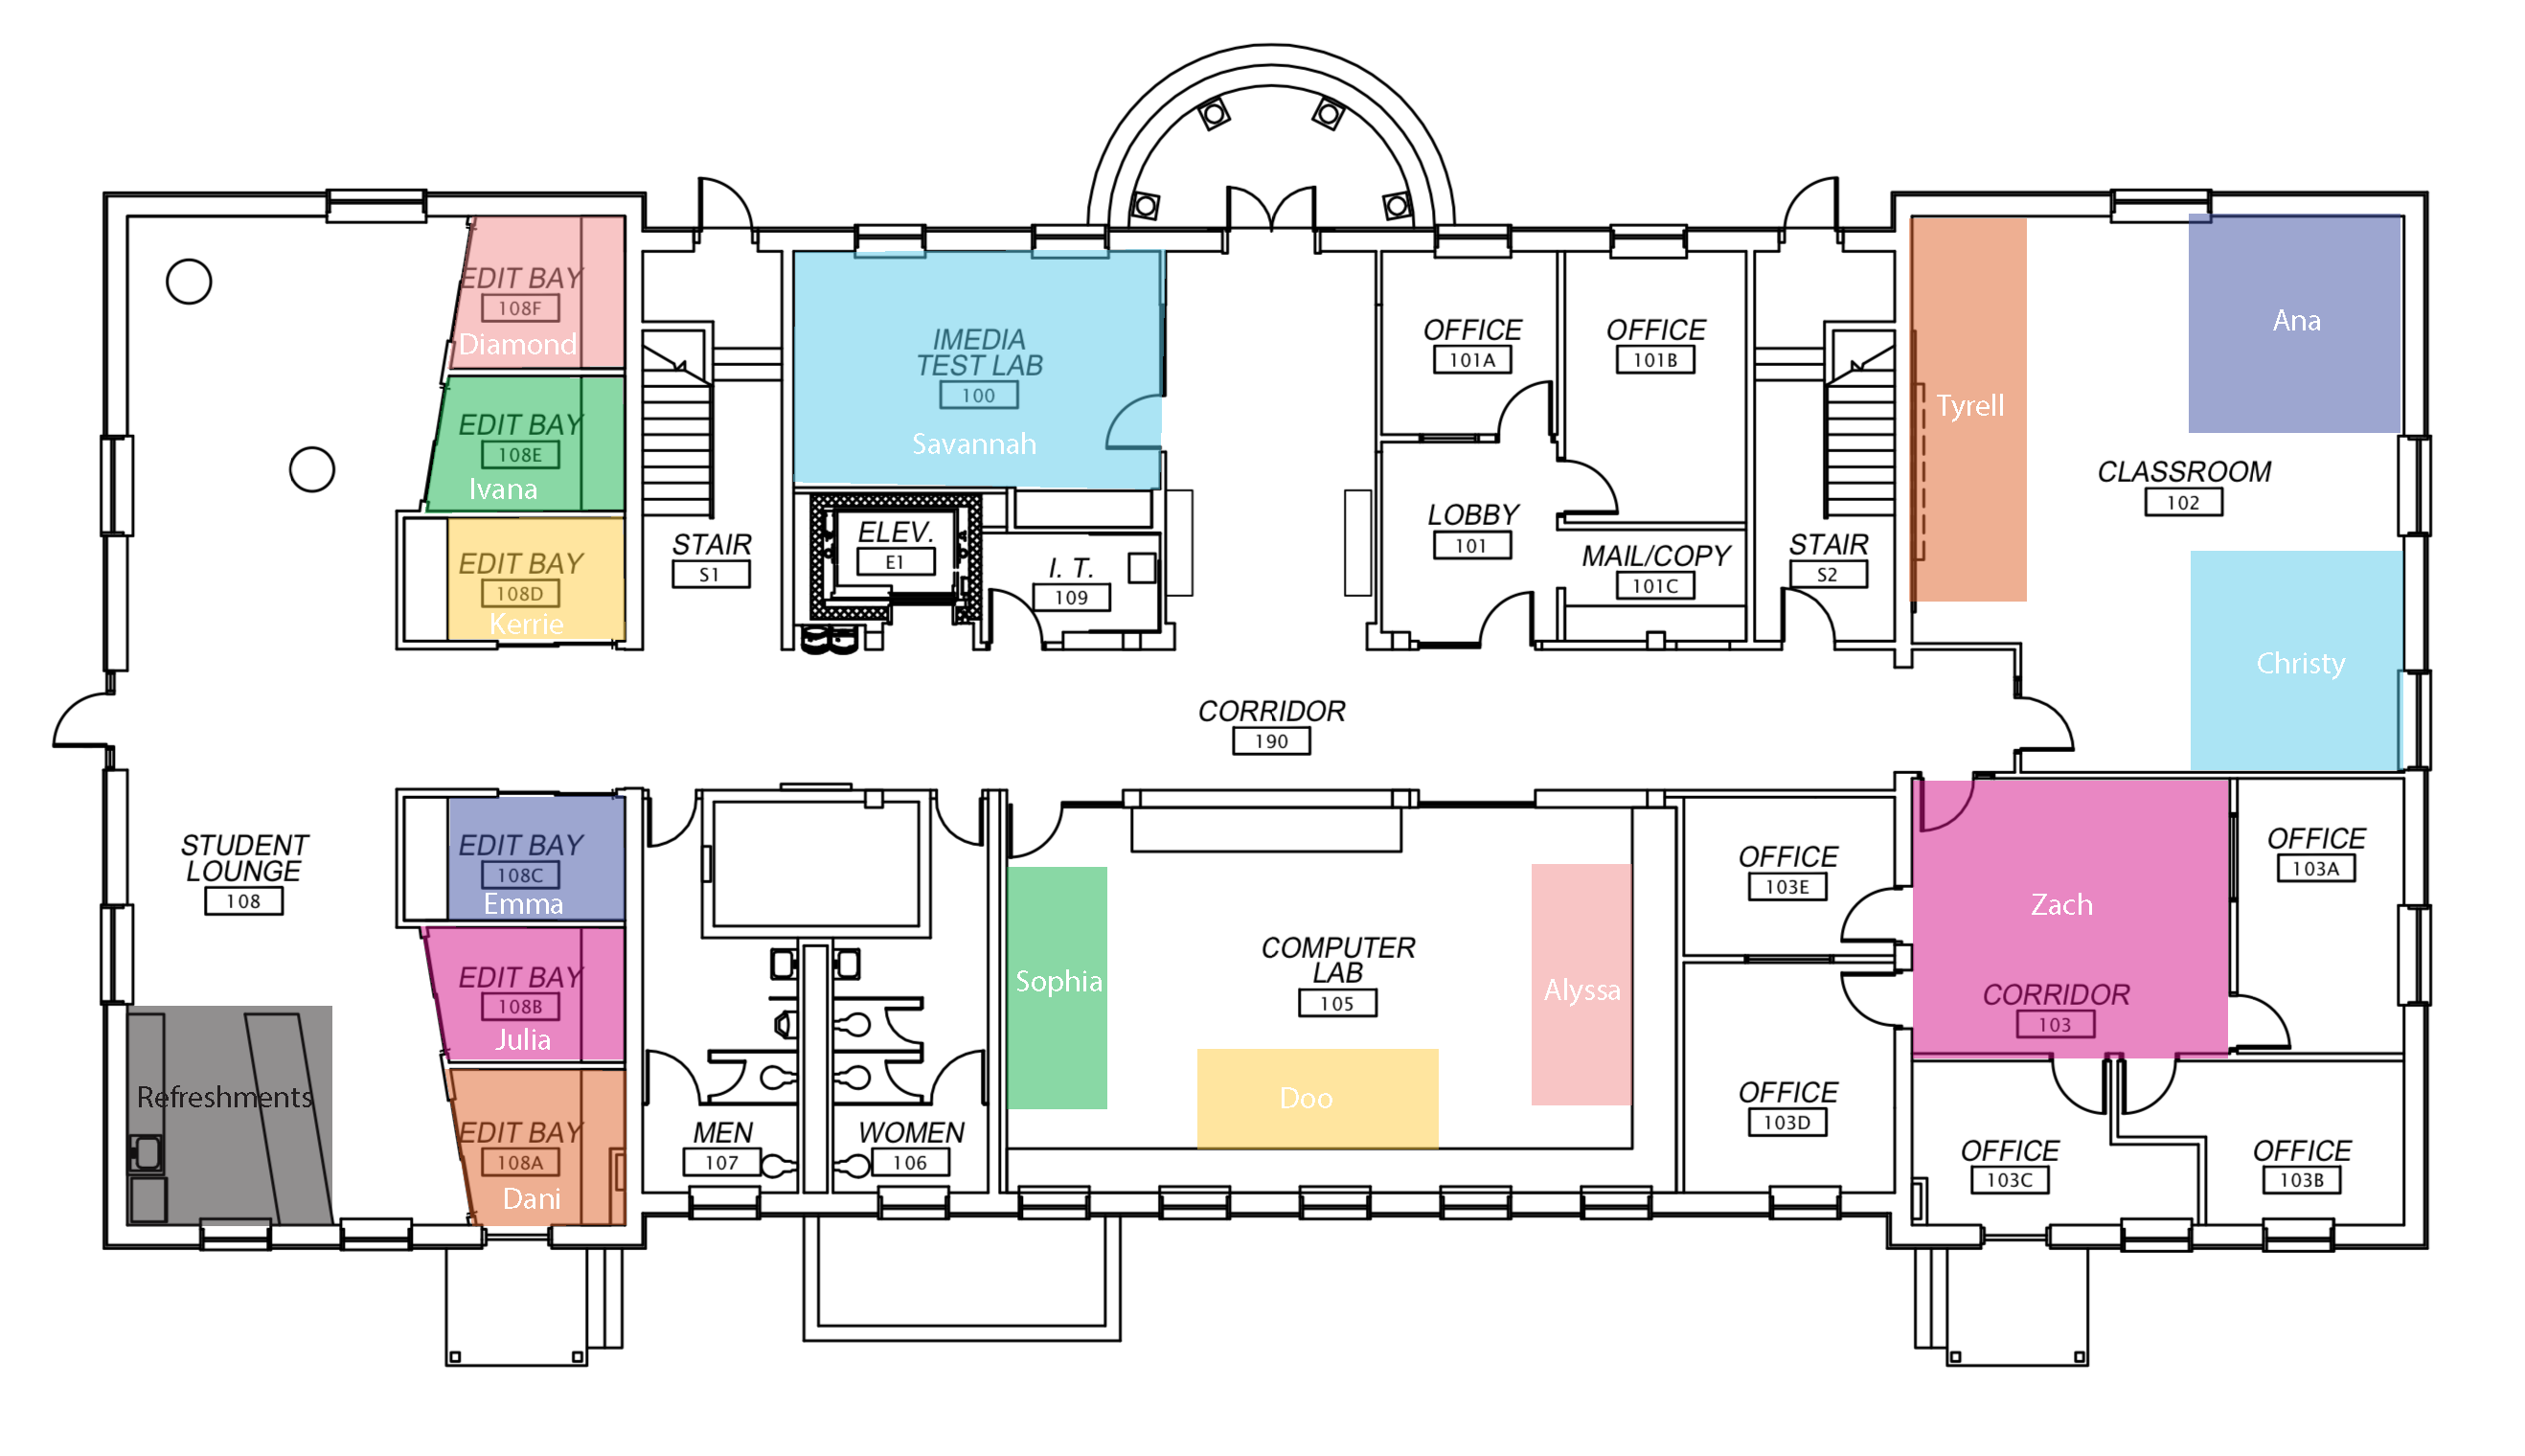 EDIT BAY
108F
Diamond
EDIT BAY
108E
Ivana
EDIT BAY
108D
Kerrie
STAIR
S1
IMEDIA
TEST LAB
100
Savannah
ELEV.
E1
I. T.
109
OFFICE
101A
OFFICE
101B
LOBBY
101
MAIL/COPY
101C
STAIR
S2
Tyrell
Ana
CLASSROOM
102
Christy
CORRIDOR
190
STUDENT
LOUNGE
108
Refreshments
EDIT BAY
108C
Emma
EDIT BAY
108B
Julia
EDIT BAY
108A
Dani
MEN
107
WOMEN
106
Sophia
COMPUTER
LAB
105
Doo
Alyssa
OFFICE
103E
OFFICE
103D
Zach
CORRIDOR
103
OFFICE
103A
OFFICE
103C
OFFICE
103B